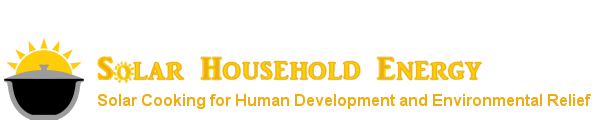 Solar Household Energy
Solar Cooking for Human Development and Environmental Relief